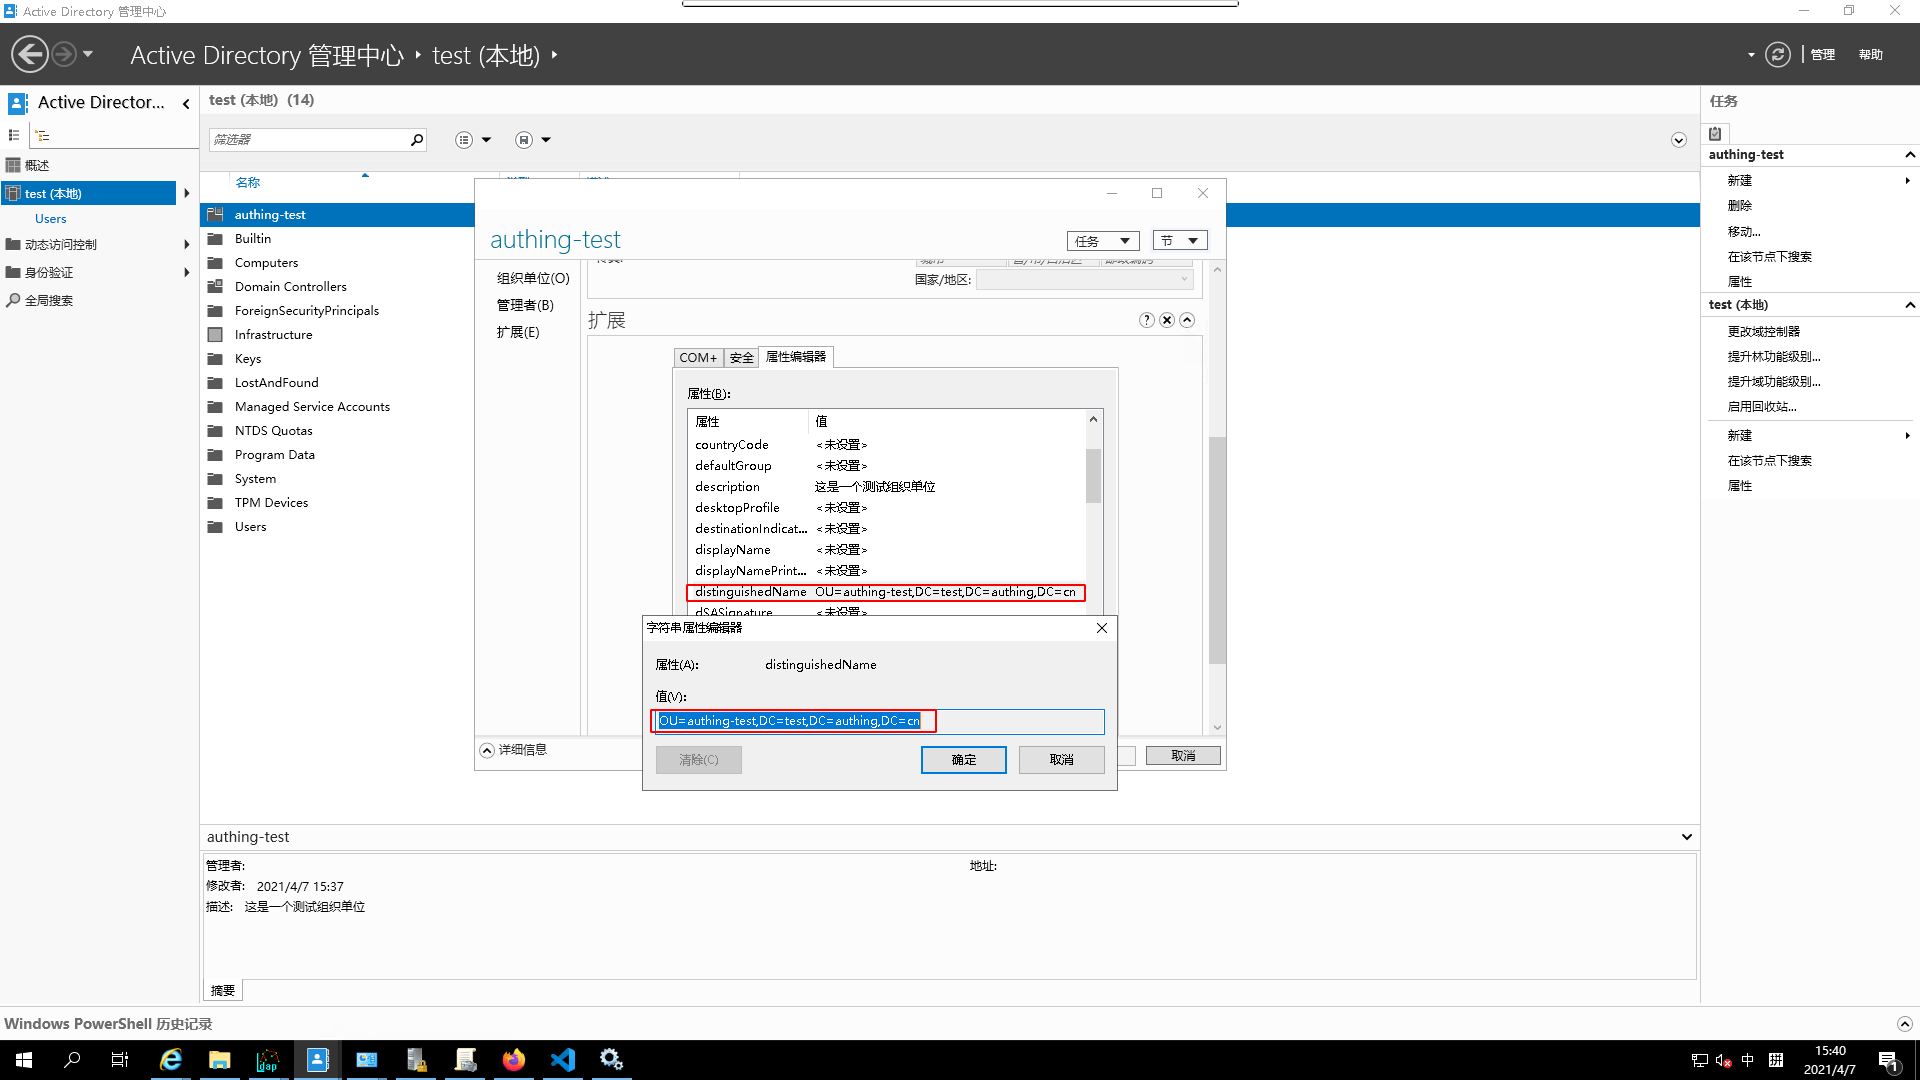 Active Directory 管理中心
Active Directory 管理中心 test (本地)
管理
帮助
Active Director...
概述
test (本地)
Users
动态访问控制
身份验证
全局搜索
test (本地) (14)
筛选器
名称
authing-test
Builtin
Computers
Domain Controllers
ForeignSecurityPrincipals
Infrastructure
Keys
LostAndFound
Managed Service Accounts
NTDS Quotas
Program Data
System
TPM Devices
Users
authing-test
任务
节
组织单位(O)
管理者(B)
扩展(E)
国家/地区:
扩展
COM+
安全
属性编辑器
属性(B):
属性 值
countryCode <未设置>
defaultGroup <未设置>
description 这是一个测试组织单位
desktopProfile <未设置>
destinationIndicat... <未设置>
displayName <未设置>
displayNamePrint... <未设置>
distinguishedName OU=authing-test,DC=test,DC=authing,DC=cn
dSASignature <未设置>
字符串属性编辑器
属性(A): distinguishedName
值(V):
OU=authing-test,DC=test,DC=authing,DC=cn
清除(C)
确定
取消
详细信息
取消
任务
authing-test
新建
删除
移动...
在该节点下搜索
属性
test (本地)
更改域控制器
提升林功能级别...
提升域功能级别...
启用回收站...
新建
在该节点下搜索
属性
authing-test
管理者:
地址:
修改者: 2021/4/7 15:37
描述: 这是一个测试组织单位
摘要
Windows PowerShell 历史记录
ldap
中
拼
15:40
2021/4/7
1